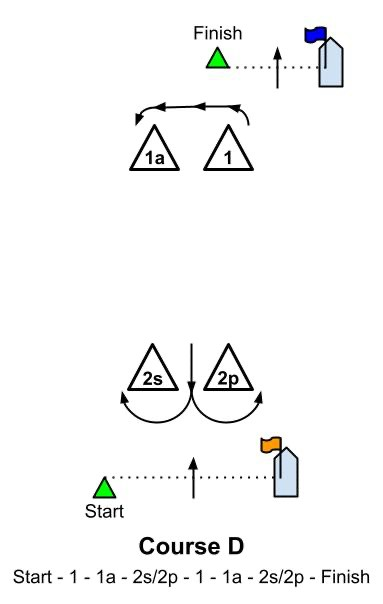 Finish
1a
1
2s
2p
Start
Course D
Start - 1 - 1a - 2s/2p - 1 - 1a - 2s/2p - Finish